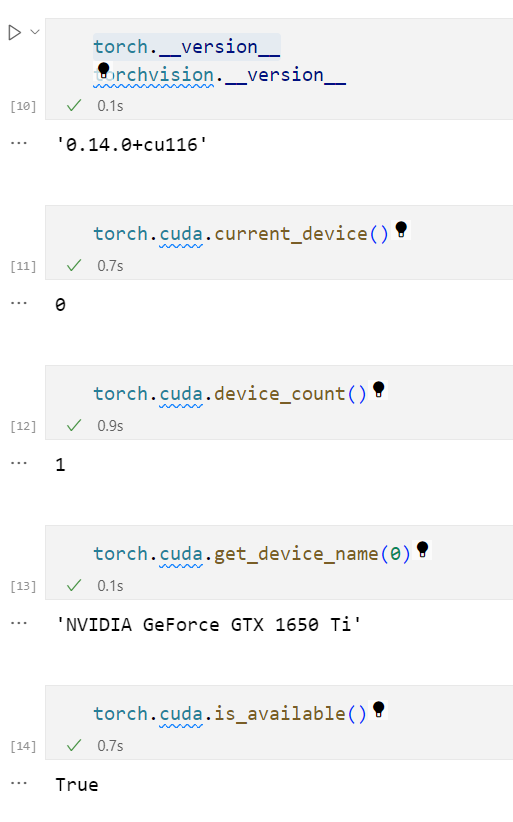 torch.__version__
torchvision.__version__
[10] 0.1s
... '0.14.0+cu116'
torch.cuda.current_device()
[11] 0.7s
... 0
torch.cuda.device_count()
[12] 0.9s
... 1
torch.cuda.get_device_name(0)
[13] 0.1s
... 'NVIDIA GeForce GTX 1650 Ti'
torch.cuda.is_available()
[14] 0.7s
... True